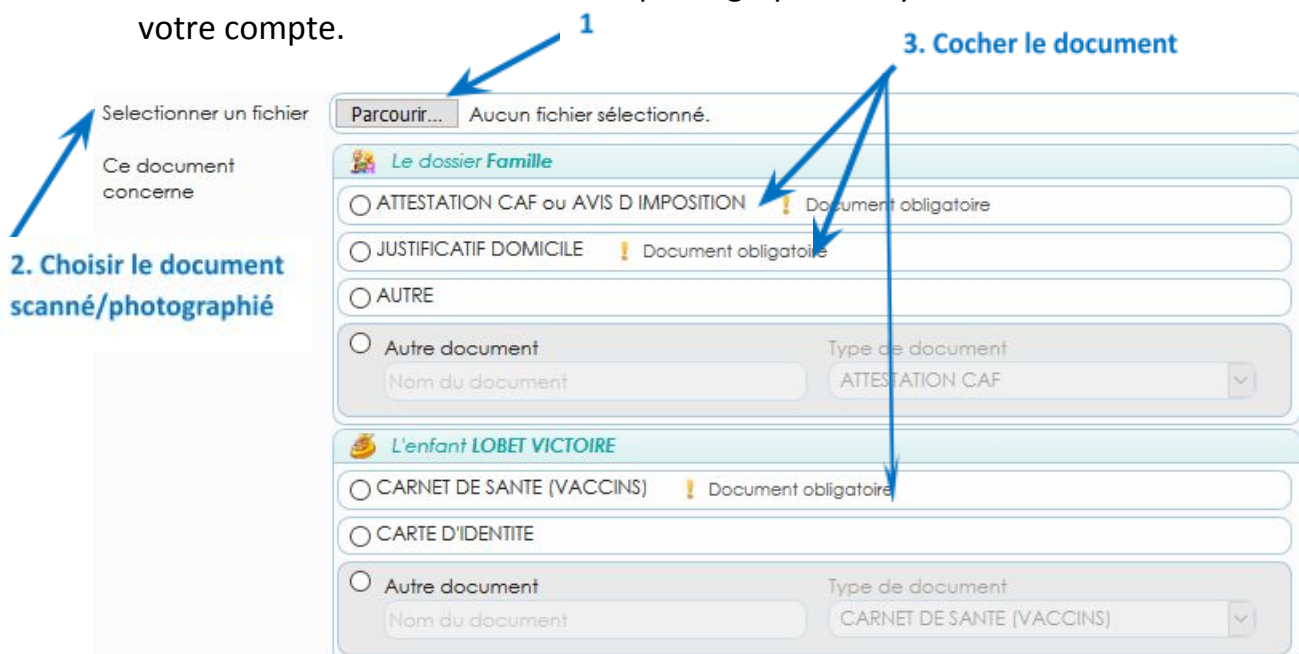 votre compte.
1
3. Cocher le document
Selectionner un fichier
Parcourir... Aucun fichier sélectionné.
Ce document
concerne
Le dossier Famille
ATTESTATION CAF ou AVIS D IMPOSITION ! Document obligatoire
JUSTIFICATIF DOMICILE ! Document obligatoire
2. Choisir le document
scanné/photographié
AUTRE
Autre document Type de document
Nom du document ATTESTATION CAF
L'enfant LOBET VICTOIRE
CARNET DE SANTE (VACCINS) ! Document obligatoire
CARTE D'IDENTITE
Autre document Type de document
Nom du document CARNET DE SANTE (VACCINS)